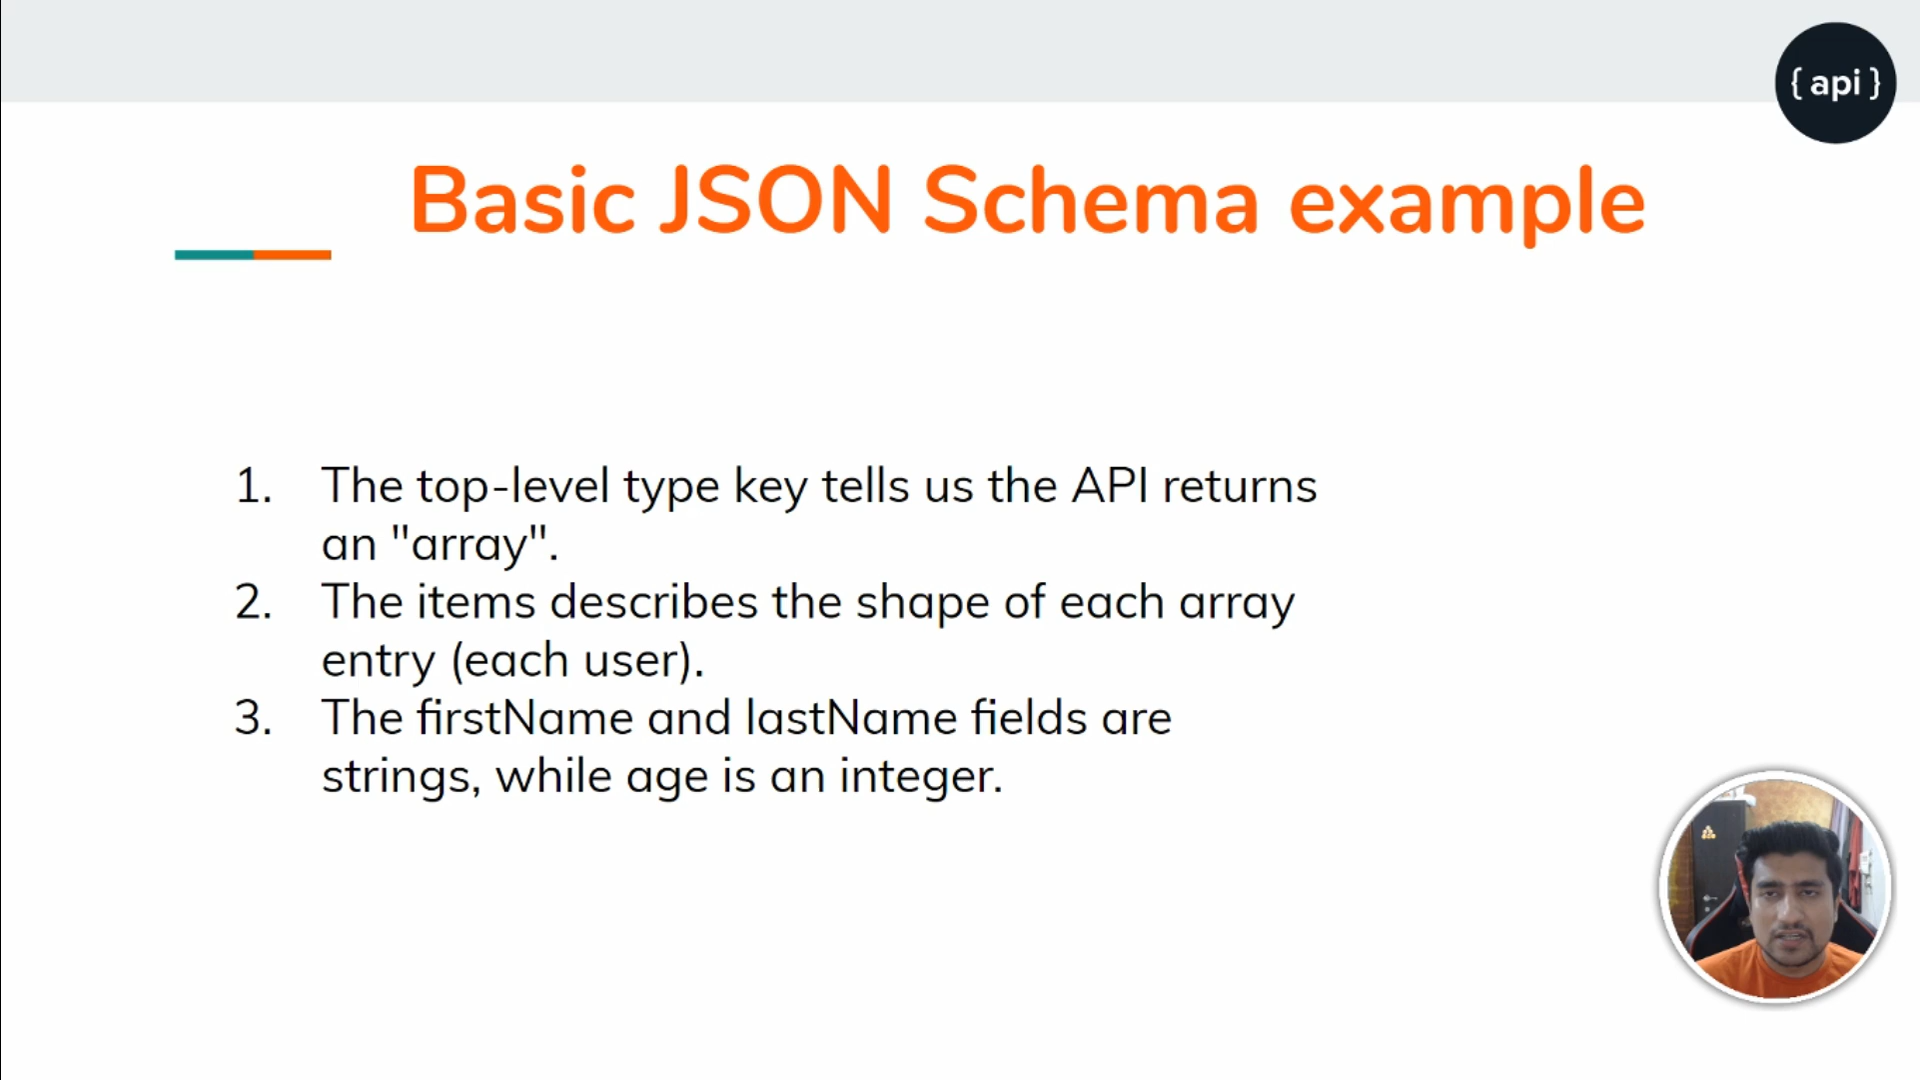 { api }
Basic JSON Schema example
1. The top-level type key tells us the API returns
an "array".
2. The items describes the shape of each array
entry (each user).
3. The firstName and lastName fields are
strings, while age is an integer.